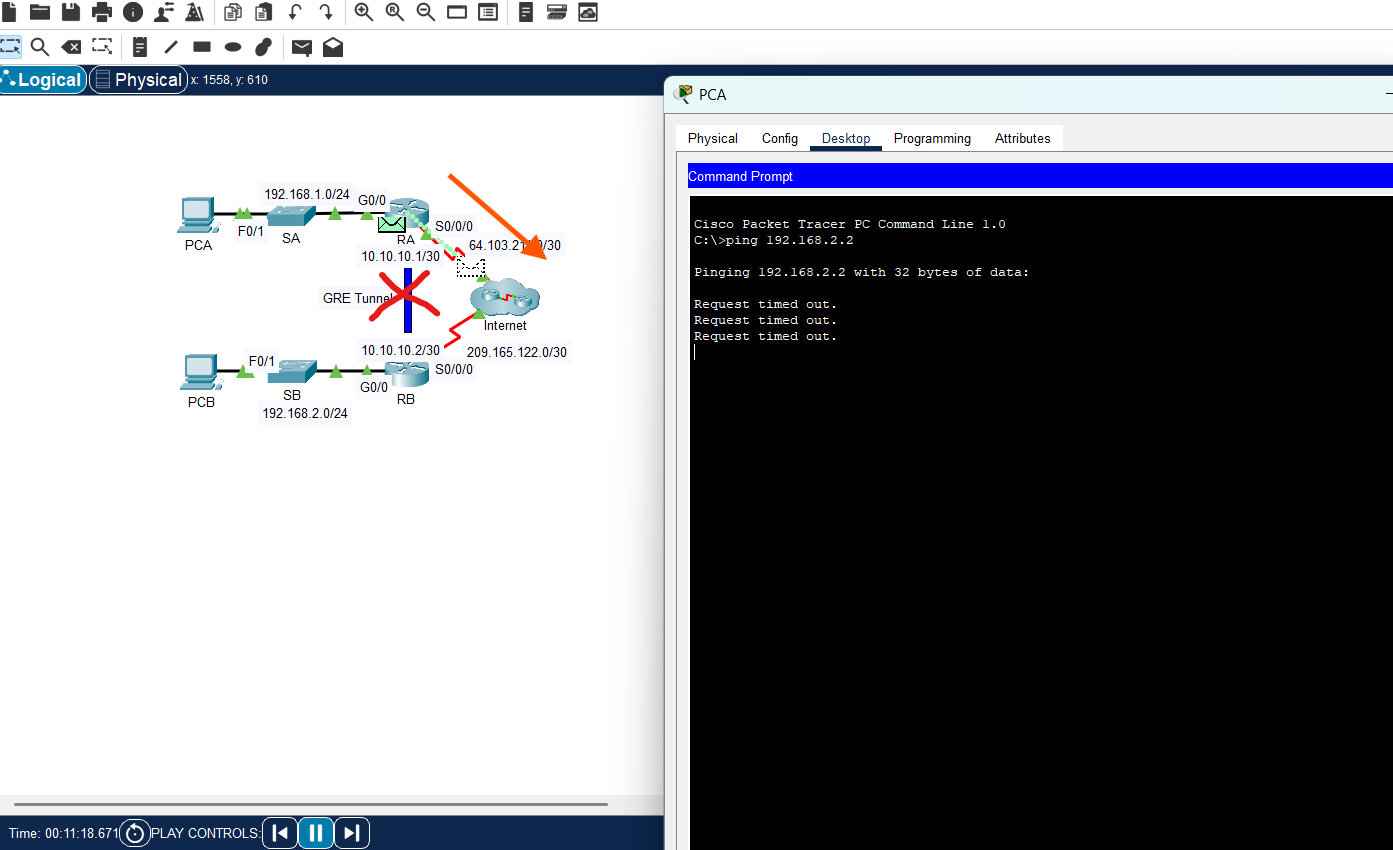 Logical
Physical
x: 1558, y: 610
PCA
Physical
Config
Desktop
Programming
Attributes
Command Prompt
Cisco Packet Tracer PC Command Line 1.0
C:\>ping 192.168.2.2
Pinging 192.168.2.2 with 32 bytes of data:
Request timed out.
Request timed out.
Request timed out.
192.168.1.0/24
G0/0
F0/1
SA
PCA
S0/0/0
RA
10.10.10.1/30
GRE Tunnel
Internet
10.10.10.2/30
209.165.122.0/30
F0/1
S0/0/0
G0/0
SB
RB
PCB
192.168.2.0/24
Time: 00:11:18.671
PLAY CONTROLS: